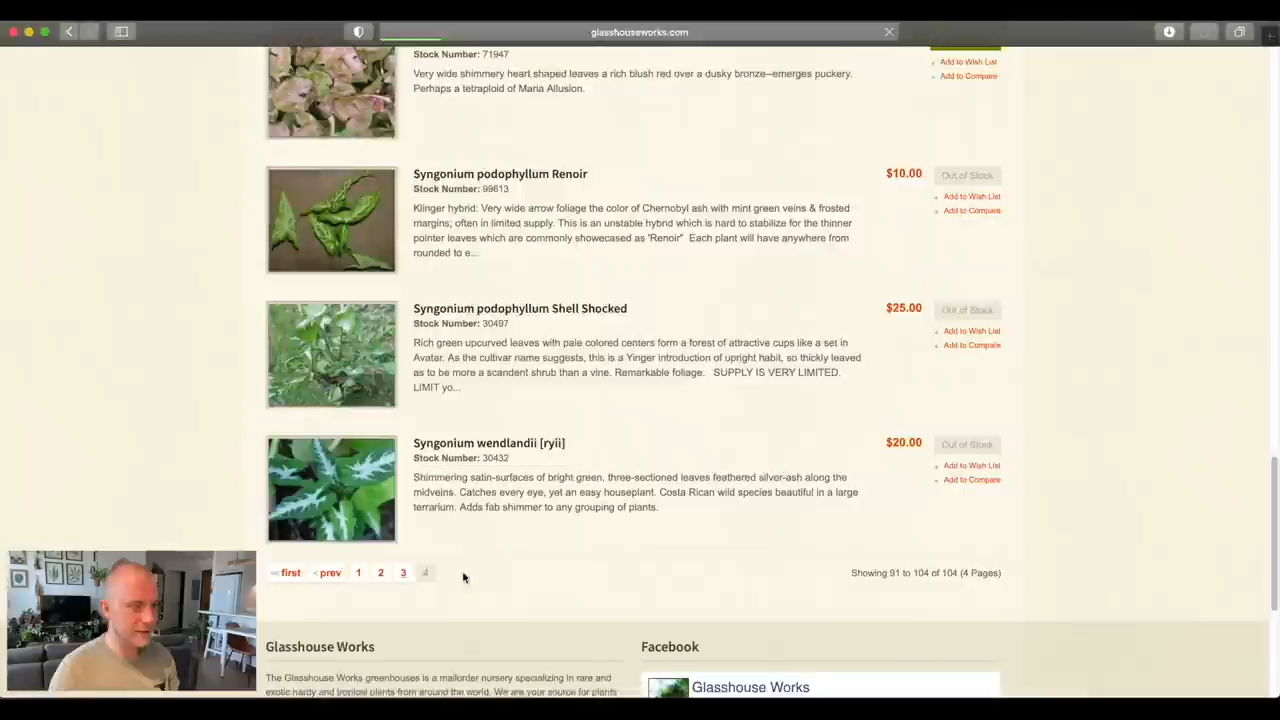 glasshouseworks.com
Stock Number: 71947
Very wide shimmery heart shaped leaves a rich blush red over a dusky bronze--emerges puckery.
Perhaps a tetraploid of Maria Allusion.
Add to Wish List
Add to Compare
Syngonium podophyllum Renoir
$10.00
Out of Stock
Stock Number: 99613
Add to Wish List
Add to Compare
Klinger hybrid: Very wide arrow foliage the color of Chernobyl ash with mint green veins & frosted
margins; often in limited supply. This is an unstable hybrid which is hard to stabilize for the thinner
pointer leaves which are commonly showecased as "Renoir" Each plant will have anywhere from
rounded to e...
Syngonium podophyllum Shell Shocked
$25.00
Out of Stock
Stock Number: 30497
Add to Wish List
Add to Compare
Rich green upcurved leaves with pale colored centers form a forest of attractive cups like a set in
Avatar. As the cultivar name suggests, this is a Yinger introduction of upright habit, so thickly leaved
as to be more a scandent shrub than a vine. Remarkable foliage. SUPPLY IS VERY LIMITED.
LIMIT yo...
Syngonium wendlandii [ryii]
$20.00
Out of Stock
Stock Number: 30432
Add to Wish List
Add to Compare
Shimmering satin-surfaces of bright green, three-sectioned leaves feathered silver-ash along the
midveins. Catches every eye, yet an easy houseplant. Costa Rican wild species beautiful in a large
terrarium. Adds fab shimmer to any grouping of plants.
<< first < prev 1 2 3 4
Showing 91 to 104 of 104 (4 Pages)
Glasshouse Works
The Glasshouse Works greenhouses is a mailorder nursery specializing in rare and
exotic hardy and tropical plants from around the world. We are your source for plants
Facebook
Glasshouse Works